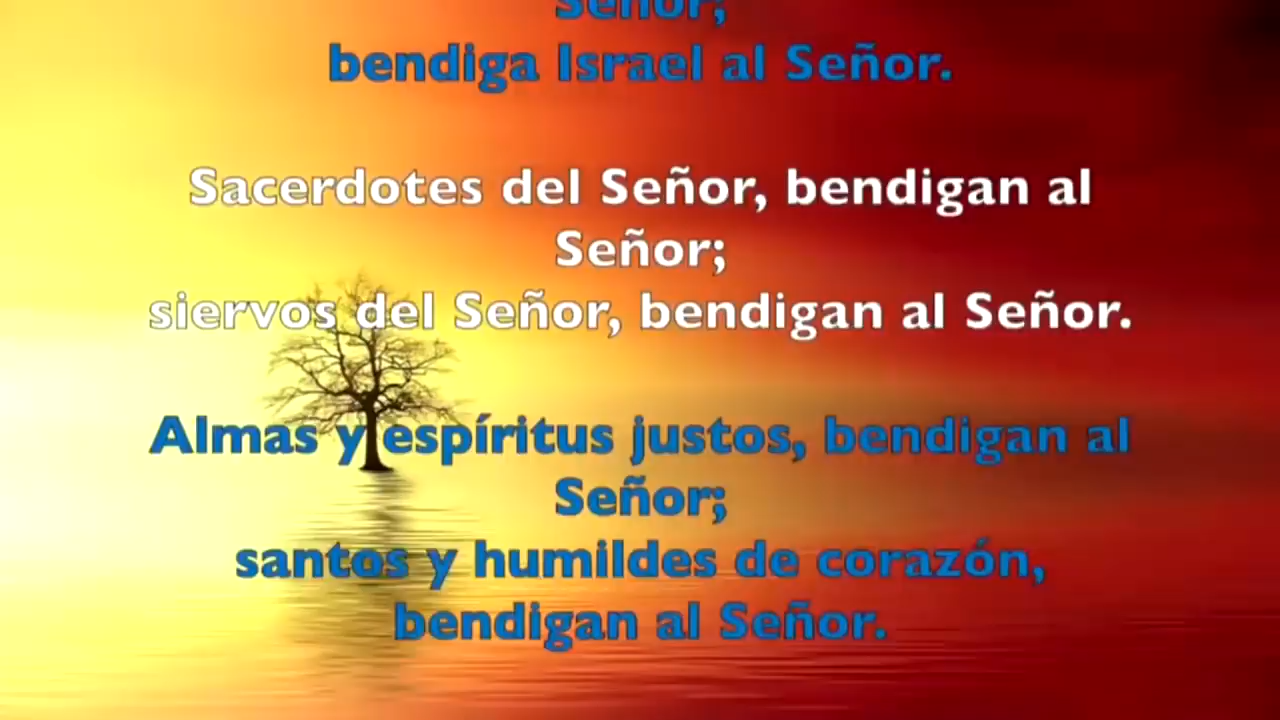 Señor;
bendiga Israel al Señor.
Sacerdotes del Señor, bendigan al
Señor;
siervos del Señor, bendigan al Señor.
Almas y espíritus justos, bendigan al
Señor;
santos y humildes de corazón,
bendigan al Señor.